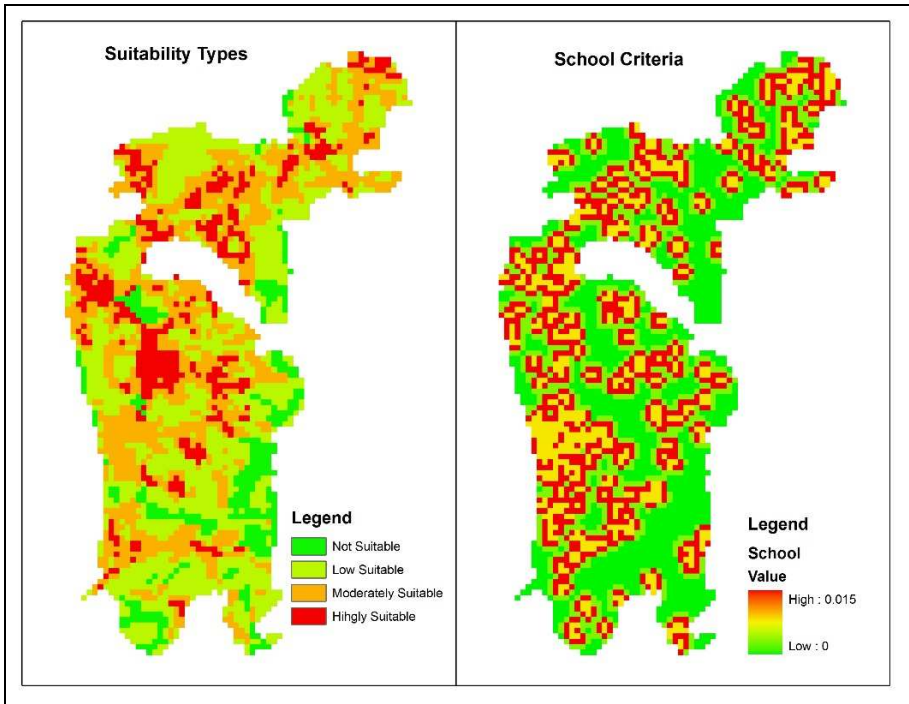 Suitability Types
Legend
Not Suitable
Low Suitable
Moderately Suitable
Hihgly Suitable
School Criteria
Legend
School
Value
High : 0.015
Low : 0